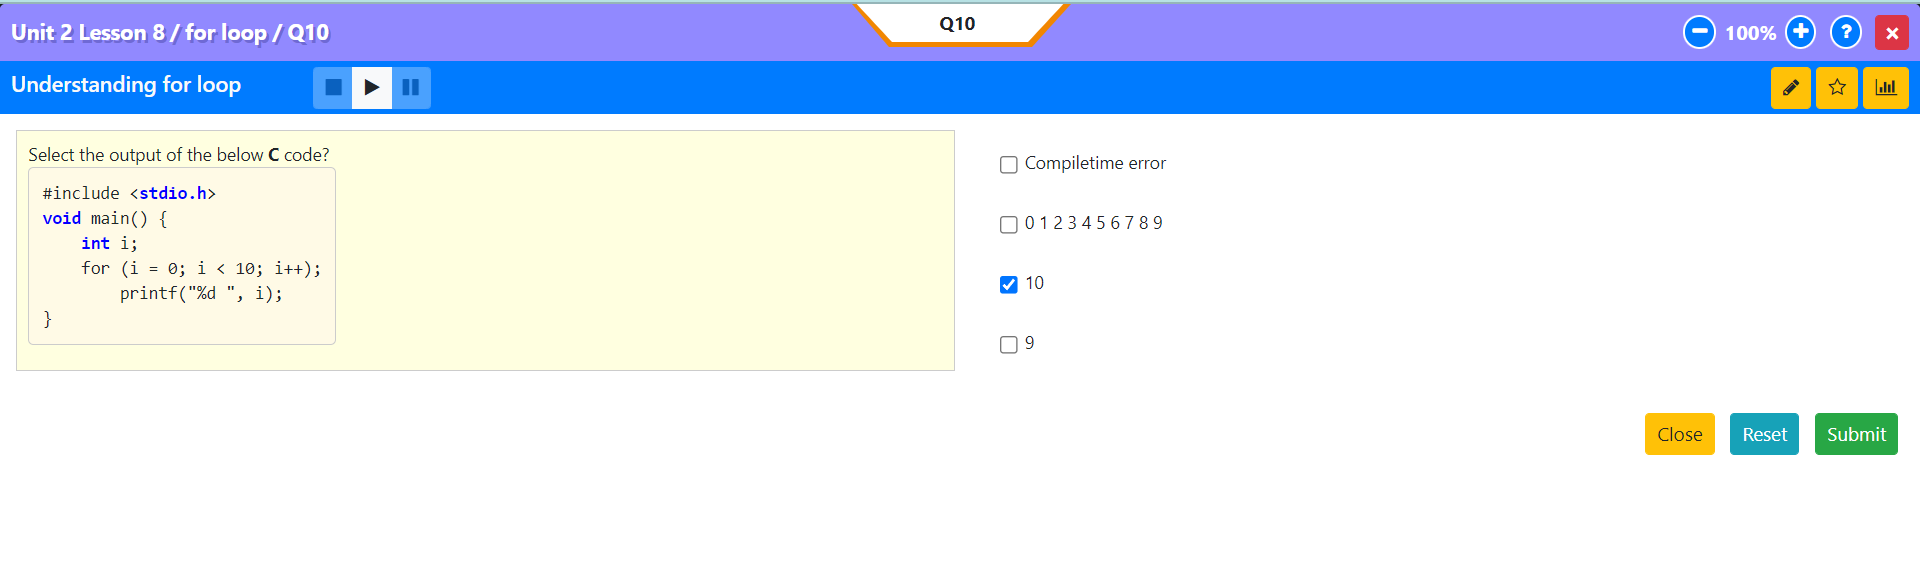 Unit 2 Lesson 8 / for loop / Q10
Q10
100%
?
Understanding for loop
Select the output of the below C code?
#include <stdio.h>
void main() {
    int i;
    for (i = 0; i < 10; i++);
        printf("%d ", i);
}
Compiletime error
0 1 2 3 4 5 6 7 8 9
10
9
Close
Reset
Submit